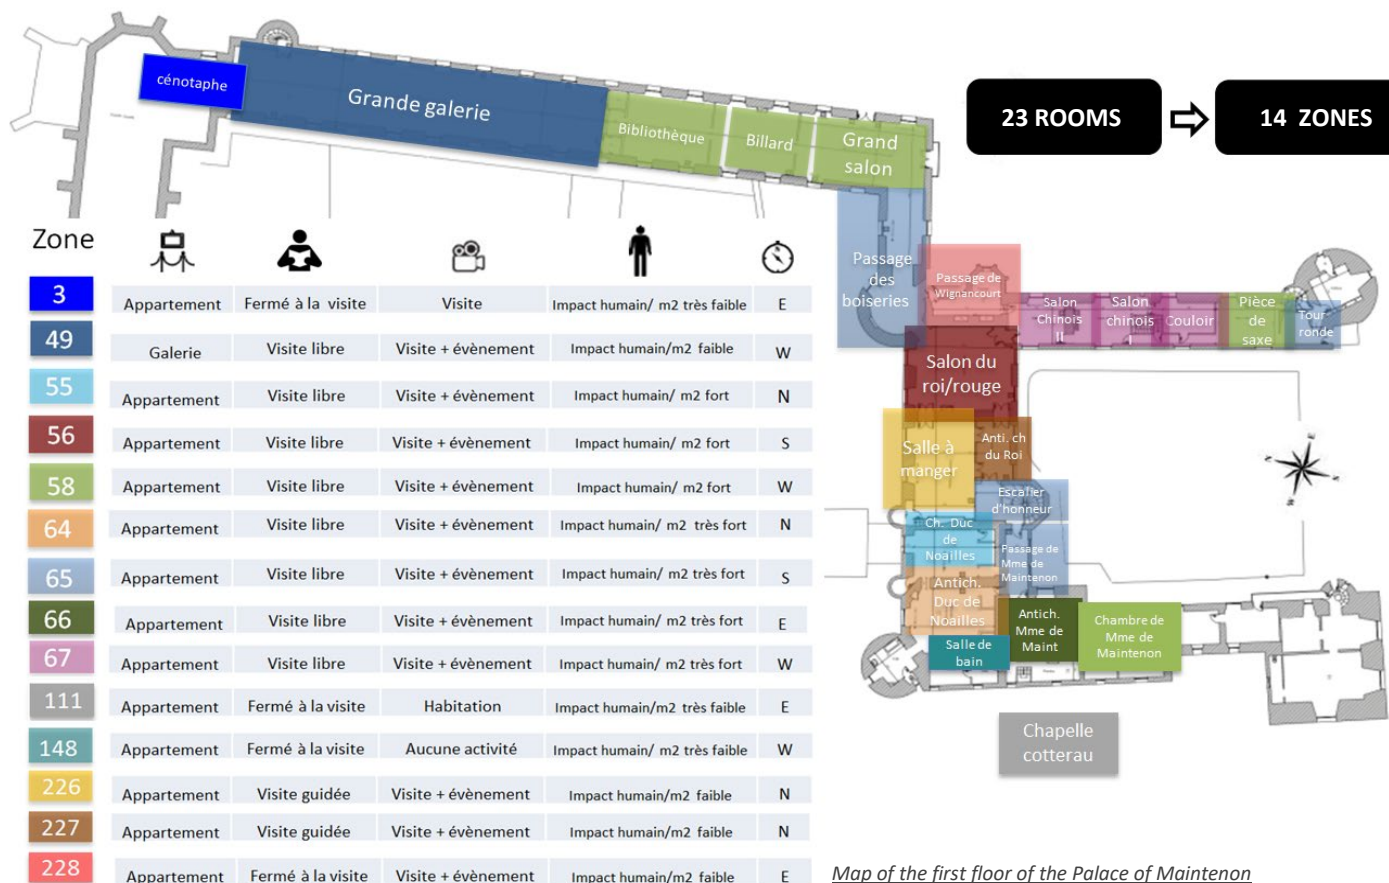 cénotaphe
Grande galerie
Bibliothèque
Billard
Grand
salon
23 ROOMS
14 ZONES
Passage
des
boiseries
Passage de
Wignancourt
Salon
Chinois
II
Salon
chinois
I
Couloir
Pièce
de
saxe
Tour
ronde
Salon du
roi/rouge
Salle à
manger
Anti. ch
du Roi
Escalier
d'honneur
Ch. Duc
de
Noailles
Passage de
Mme de
Maintenon
Antich.
Duc de
Noailles
Antich.
Mme de
Maint
Chambre de
Mme de
Maintenon
Salle de
bain
Chapelle
cotterau
Zone
3 Appartement Fermé à la visite Visite Impact humain/ m2 très faible E
49 Galerie Visite libre Visite + évènement Impact humain/m2 faible W
55 Appartement Visite libre Visite + évènement Impact humain/ m2 fort N
56 Appartement Visite libre Visite + évènement Impact humain/ m2 fort S
58 Appartement Visite libre Visite + évènement Impact humain/ m2 fort W
64 Appartement Visite libre Visite + évènement Impact humain/ m2 très fort N
65 Appartement Visite libre Visite + évènement Impact humain/ m2 très fort S
66 Appartement Visite libre Visite + évènement Impact humain/ m2 très fort E
67 Appartement Visite libre Visite + évènement Impact humain/ m2 très fort W
111 Appartement Fermé à la visite Habitation Impact humain/m2 très faible E
148 Appartement Fermé à la visite Aucune activité Impact humain/ m2 très faible W
226 Appartement Visite guidée Visite + évènement Impact humain/m2 faible N
227 Appartement Visite guidée Visite + évènement Impact humain/m2 faible N
228 Appartement Fermé à la visite Visite + évènement Impact humain/m2 faible E
Map of the first floor of the Palace of Maintenon